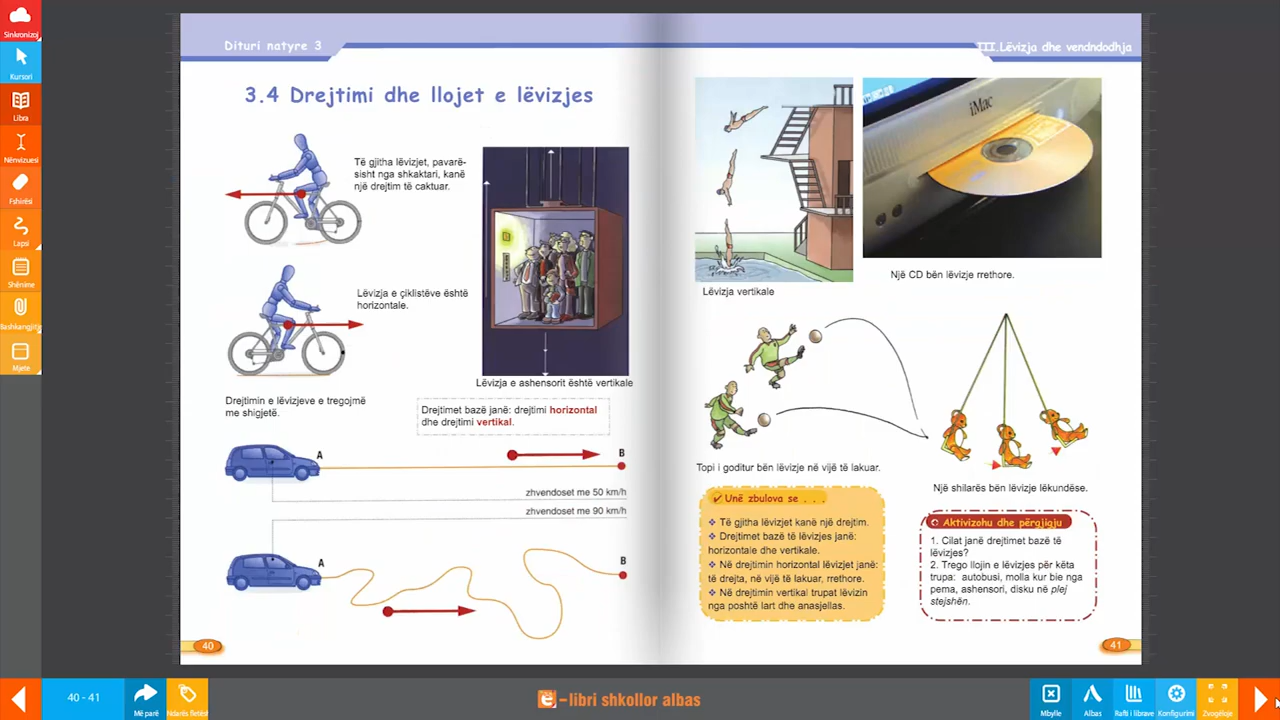 Sinkronizoj
Kursori
Libra
Nënvizuesi
Fshirësi
Lapsi
Shënime
Bashkangjitje
Mjete
Dituri natyre 3
3.4 Drejtimi dhe llojet e lëvizjes
Të gjitha lëvizjet, pavarë-
sisht nga shkaktari, kanë
një drejtim të caktuar.
Lëvizja e çiklistëve është
horizontale.
Lëvizja e ashensorit është vertikale
Drejtimin e lëvizjeve e tregojmë
me shigjetë.
Drejtimet bazë janë: drejtimi horizontal
dhe drejtimi vertikal.
A
B
zhvendoset me 50 km/h
zhvendoset me 90 km/h
A
B
40
III.Lëvizja dhe vendndodhja
iMac
Lëvizja vertikale
Një CD bën lëvizje rrethore.
Topi i goditur bën lëvizje në vijë të lakuar.
Një shilarës bën lëvizje lëkundëse.
Unë zbulova se . . .
❖ Të gjitha lëvizjet kanë një drejtim.
❖ Drejtimet bazë të lëvizjes janë:
horizontale dhe vertikale.
❖ Në drejtimin horizontal lëvizjet janë:
të drejta, në vijë të lakuar, rrethore.
❖ Në drejtimin vertikal trupat lëvizin
nga poshtë lart dhe anasjellas.
Aktivizohu dhe përgjigju
1. Cilat janë drejtimet bazë të
lëvizjes?
2. Trego llojin e lëvizjes për këta
trupa: autobusi, molla kur bie nga
pema, ashensori, disku në plej
stejshën.
41
40 - 41
Më parë
Ndarës fletësh
e-libri shkollor albas
Mbylle
Albas
Rafti i librave
Konfigurimi
Zvogëloje